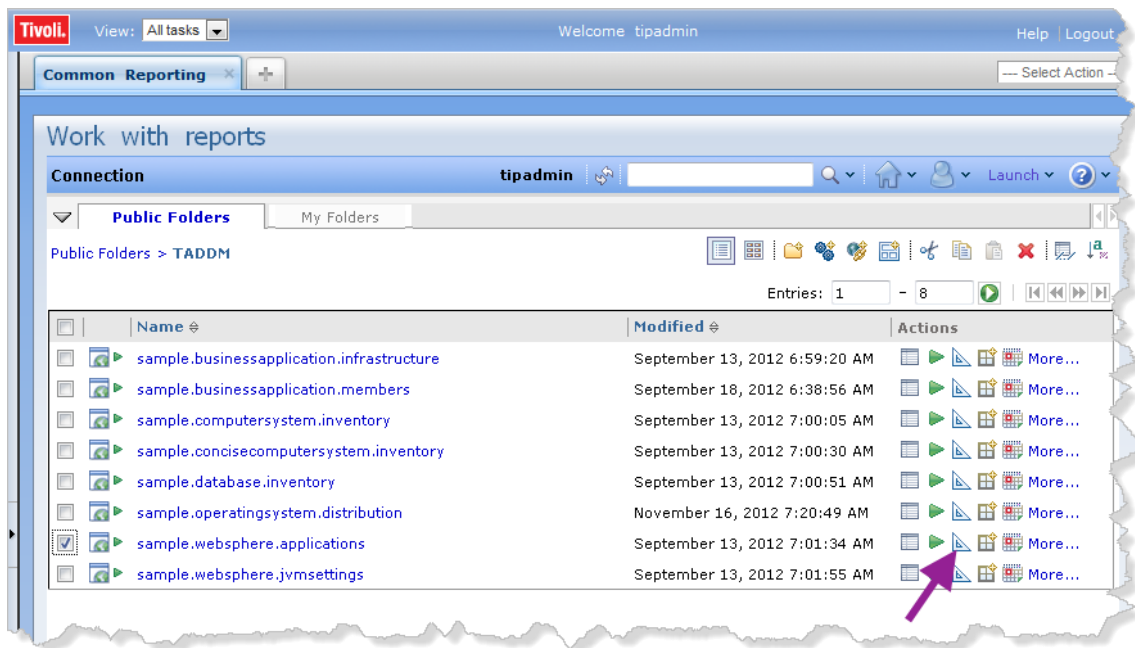 Tivoli. View: All tasks Welcome tipadmin Help Logout
Common Reporting --- Select Action --
Work with reports
Connection tipadmin Launch
Public Folders My Folders
Public Folders > TADDM
Entries: 1 - 8
Name Modified Actions
sample.businessapplication.infrastructure September 13, 2012 6:59:20 AM More...
sample.businessapplication.members September 18, 2012 6:38:56 AM More...
sample.computersystem.inventory September 13, 2012 7:00:05 AM More...
sample.concisecomputersystem.inventory September 13, 2012 7:00:30 AM More...
sample.database.inventory September 13, 2012 7:00:51 AM More...
sample.operatingsystem.distribution November 16, 2012 7:20:49 AM More...
sample.websphere.applications September 13, 2012 7:01:34 AM More...
sample.websphere.jvmsettings September 13, 2012 7:01:55 AM More...